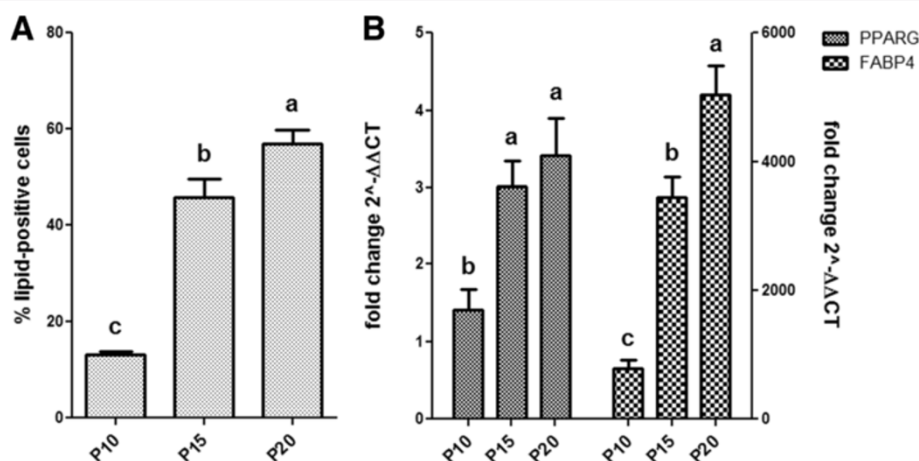 A
% lipid-positive cells
80
60
40
20
0
c
b
a
P10
P15
P20
B
fold change 2^-ΔΔCT
5
4
3
2
1
0
b
a
a
c
b
a
P10
P15
P20
P10
P15
P20
6000
4000
2000
0
fold change 2^-ΔΔCT
PPARG
FABP4